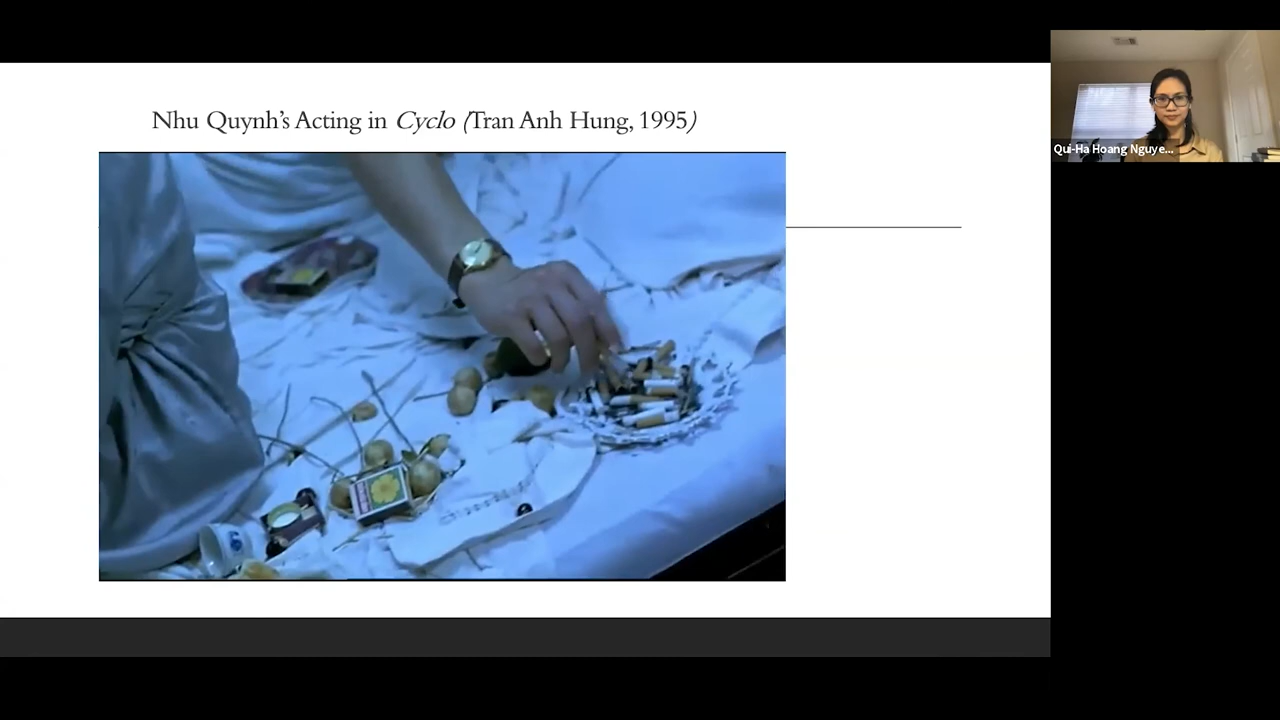 Nhu Quynh's Acting in Cyclo (Tran Anh Hung, 1995)
Qui-Ha Hoang Nguye...